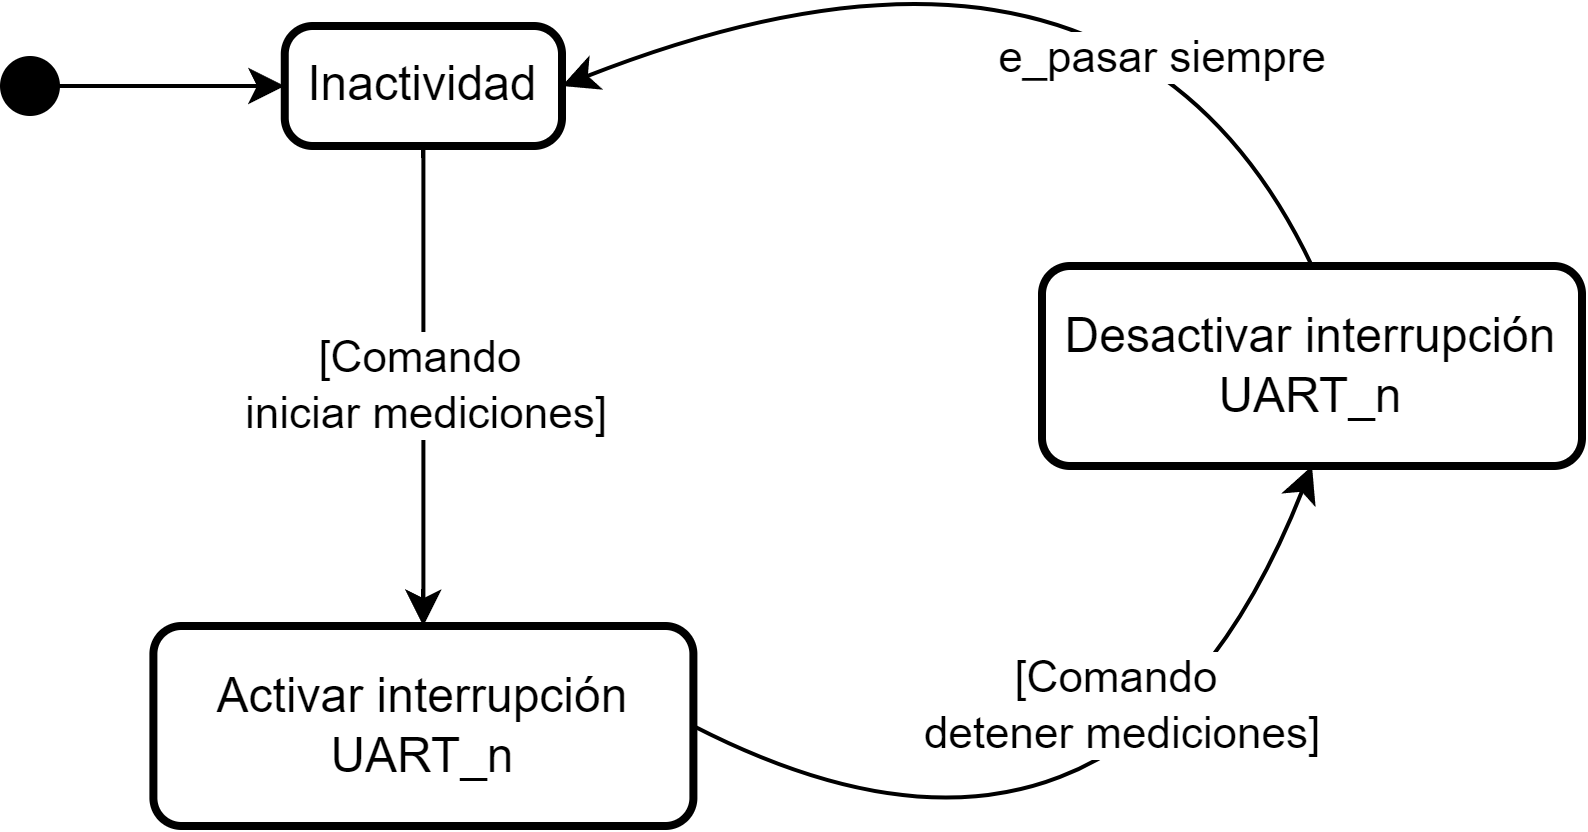 e_pasar siempre
Inactividad
Desactivar interrupción
UART_n
[Comando
iniciar mediciones]
Activar interrupción
UART_n
[Comando
detener mediciones]